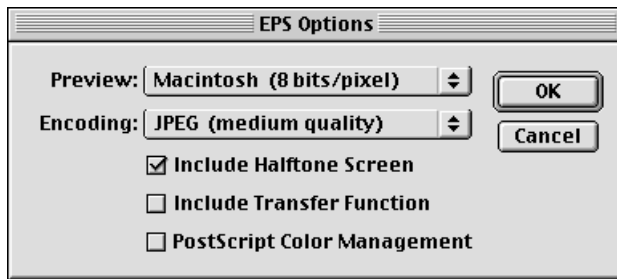 EPS Options
Preview: Macintosh (8 bits/pixel)
OK
Encoding: JPEG (medium quality)
Cancel
Include Halftone Screen
Include Transfer Function
PostScript Color Management